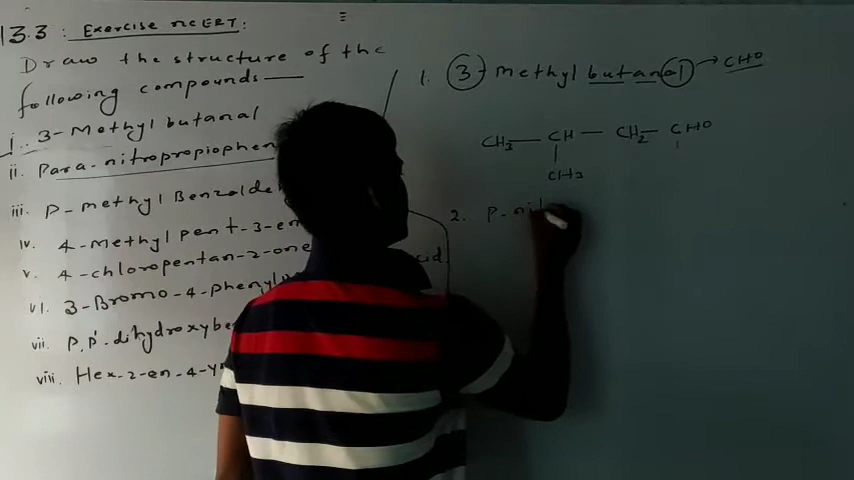 13.3 : Exercise NCERT:
Draw the structure of the
following compounds
i. 3-Methyl butanal
ii. Para-nitropropiophen
iii. P-methyl Benzalde
iv. 4-methyl pent-3-en
v. 4-chloropentan-2-one
vi. 3-Bromo-4-phenyl
acid
vii. P,P'-dihydroxybe
viii. Hex-2-en-4-y
1. 3-methyl butanal → CHO
CH3 — CH — CH2 — CHO
CH3
2. P-nit